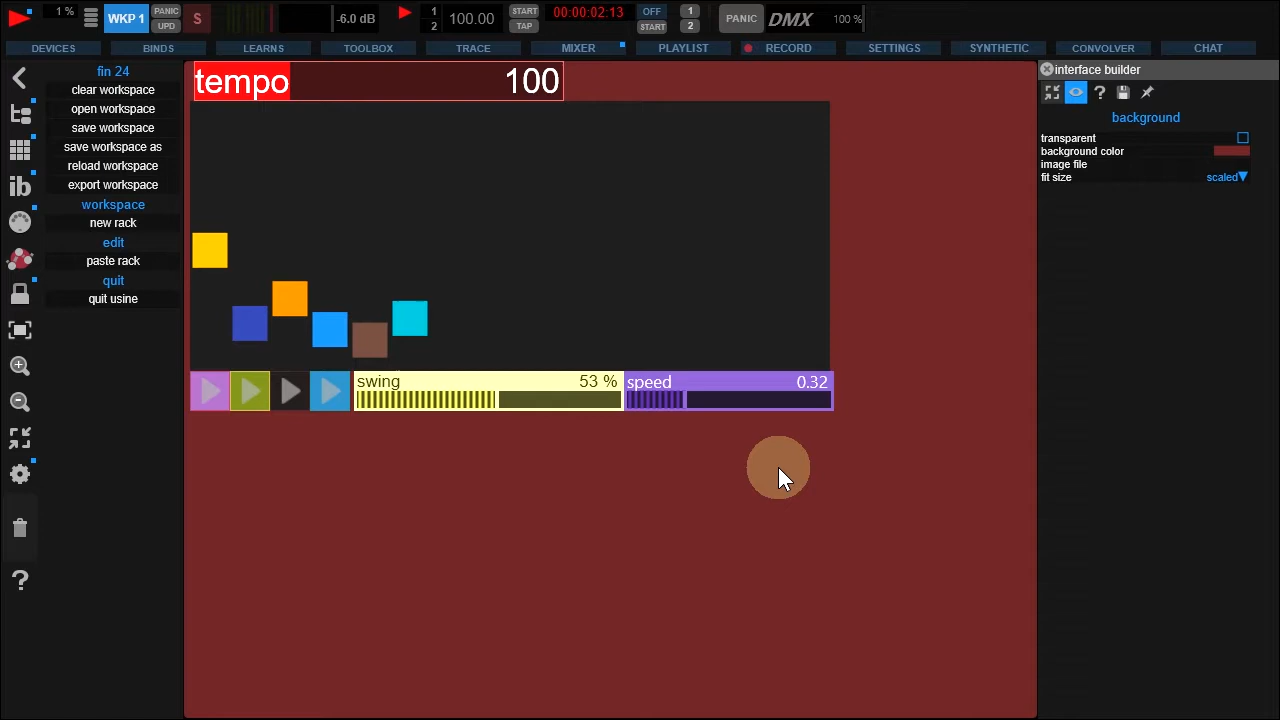 1 %
WKP 1
PANIC
UPD
S
-6.0 dB
1
2
100.00
START
TAP
00:00:02:13
OFF
START
1
2
PANIC
DMX
100 %
DEVICES
BINDS
LEARNS
TOOLBOX
TRACE
MIXER
PLAYLIST
RECORD
SETTINGS
SYNTHETIC
CONVOLVER
CHAT
fin 24
clear workspace
open workspace
save workspace
save workspace as
reload workspace
export workspace
workspace
new rack
edit
paste rack
quit
quit usine
ib
?
tempo 100
swing 53 %
speed 0.32
interface builder
?
background
transparent
background color
image file
fit size scaled